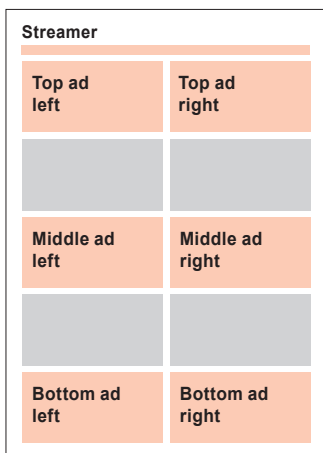 Streamer
Top ad
left
Top ad
right
Middle ad
left
Middle ad
right
Bottom ad
left
Bottom ad
right